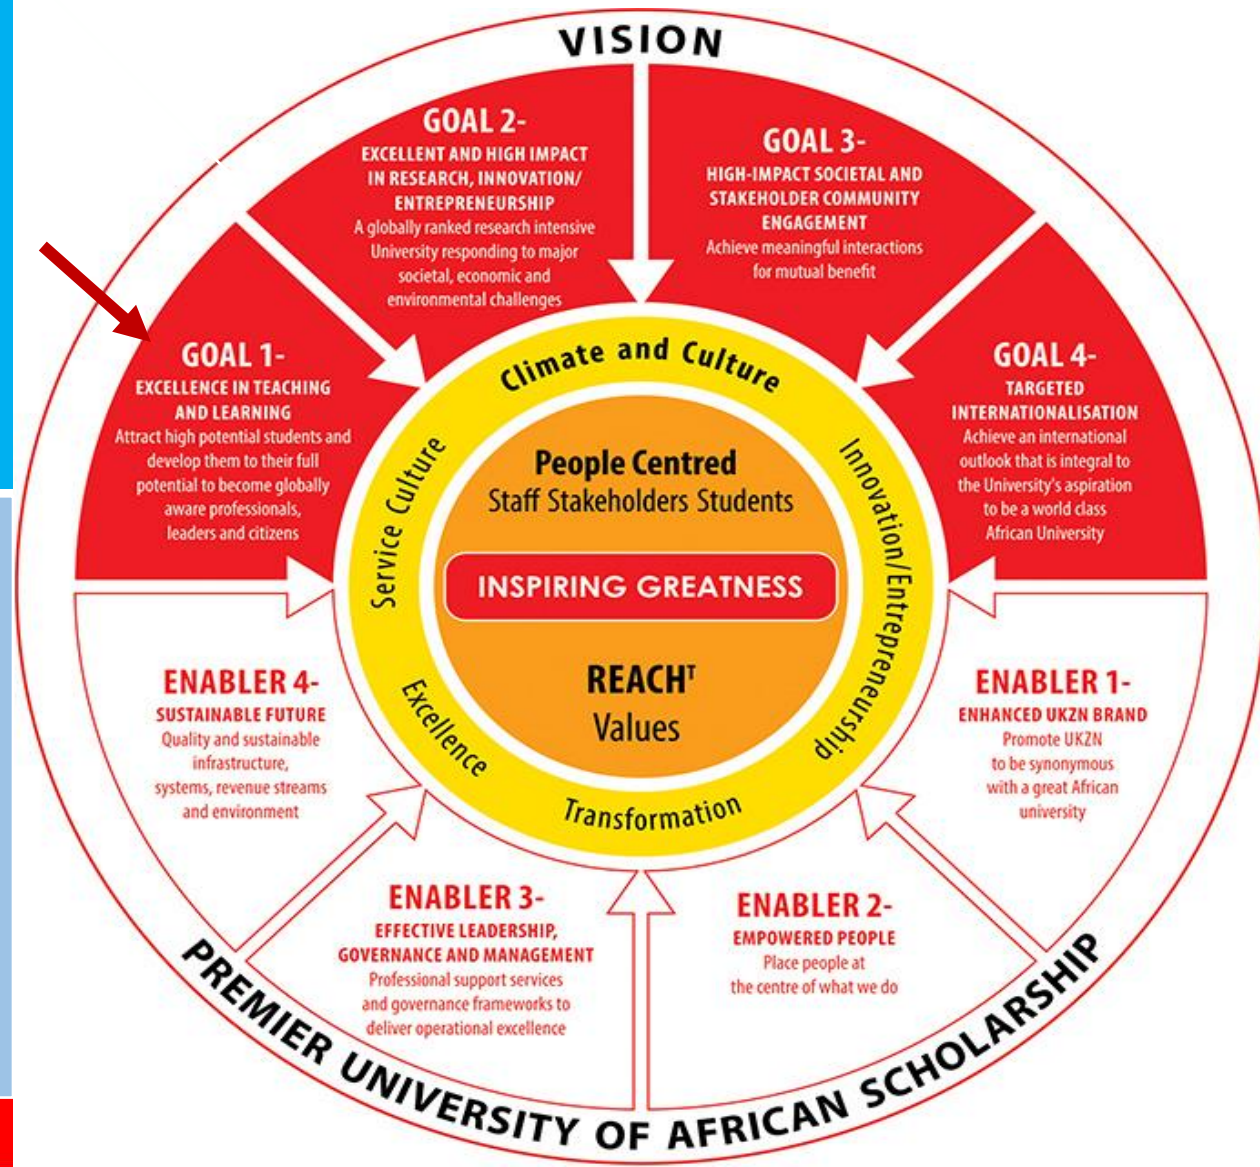 VISION
GOAL 1-
EXCELLENCE IN TEACHING
AND LEARNING
Attract high potential students and
develop them to their full
potential to become globally
aware professionals,
leaders and citizens
GOAL 2-
EXCELLENT AND HIGH IMPACT
IN RESEARCH, INNOVATION/
ENTREPRENEURSHIP
A globally ranked research intensive
University responding to major
societal, economic and
environmental challenges
GOAL 3-
HIGH-IMPACT SOCIETAL AND
STAKEHOLDER COMMUNITY
ENGAGEMENT
Achieve meaningful interactions
for mutual benefit
GOAL 4-
TARGETED
INTERNATIONALISATION
Achieve an international
outlook that is integral to
the University's aspiration
to be a world class
African University
Climate and Culture
Innovation/Entrepreneurship
Transformation
Excellence
Service Culture
People Centred
Staff Stakeholders Students
INSPIRING GREATNESS
REACHᵀ
Values
ENABLER 1-
ENHANCED UKZN BRAND
Promote UKZN
to be synonymous
with a great African
university
ENABLER 2-
EMPOWERED PEOPLE
Place people at
the centre of what we do
ENABLER 3-
EFFECTIVE LEADERSHIP,
GOVERNANCE AND MANAGEMENT
Professional support services
and governance frameworks to
deliver operational excellence
ENABLER 4-
SUSTAINABLE FUTURE
Quality and sustainable
infrastructure,
systems, revenue streams
and environment
PREMIER UNIVERSITY OF AFRICAN SCHOLARSHIP